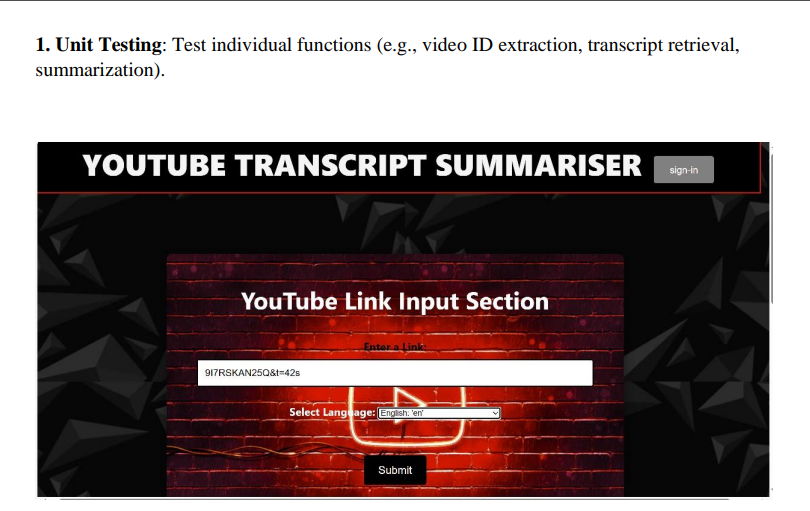 1. Unit Testing: Test individual functions (e.g., video ID extraction, transcript retrieval,
summarization).
YOUTUBE TRANSCRIPT SUMMARISER
sign-in
YouTube Link Input Section
Enter a Link:
9I7RSKAN25Q&t=42s
Select Language: English: 'en'
Submit